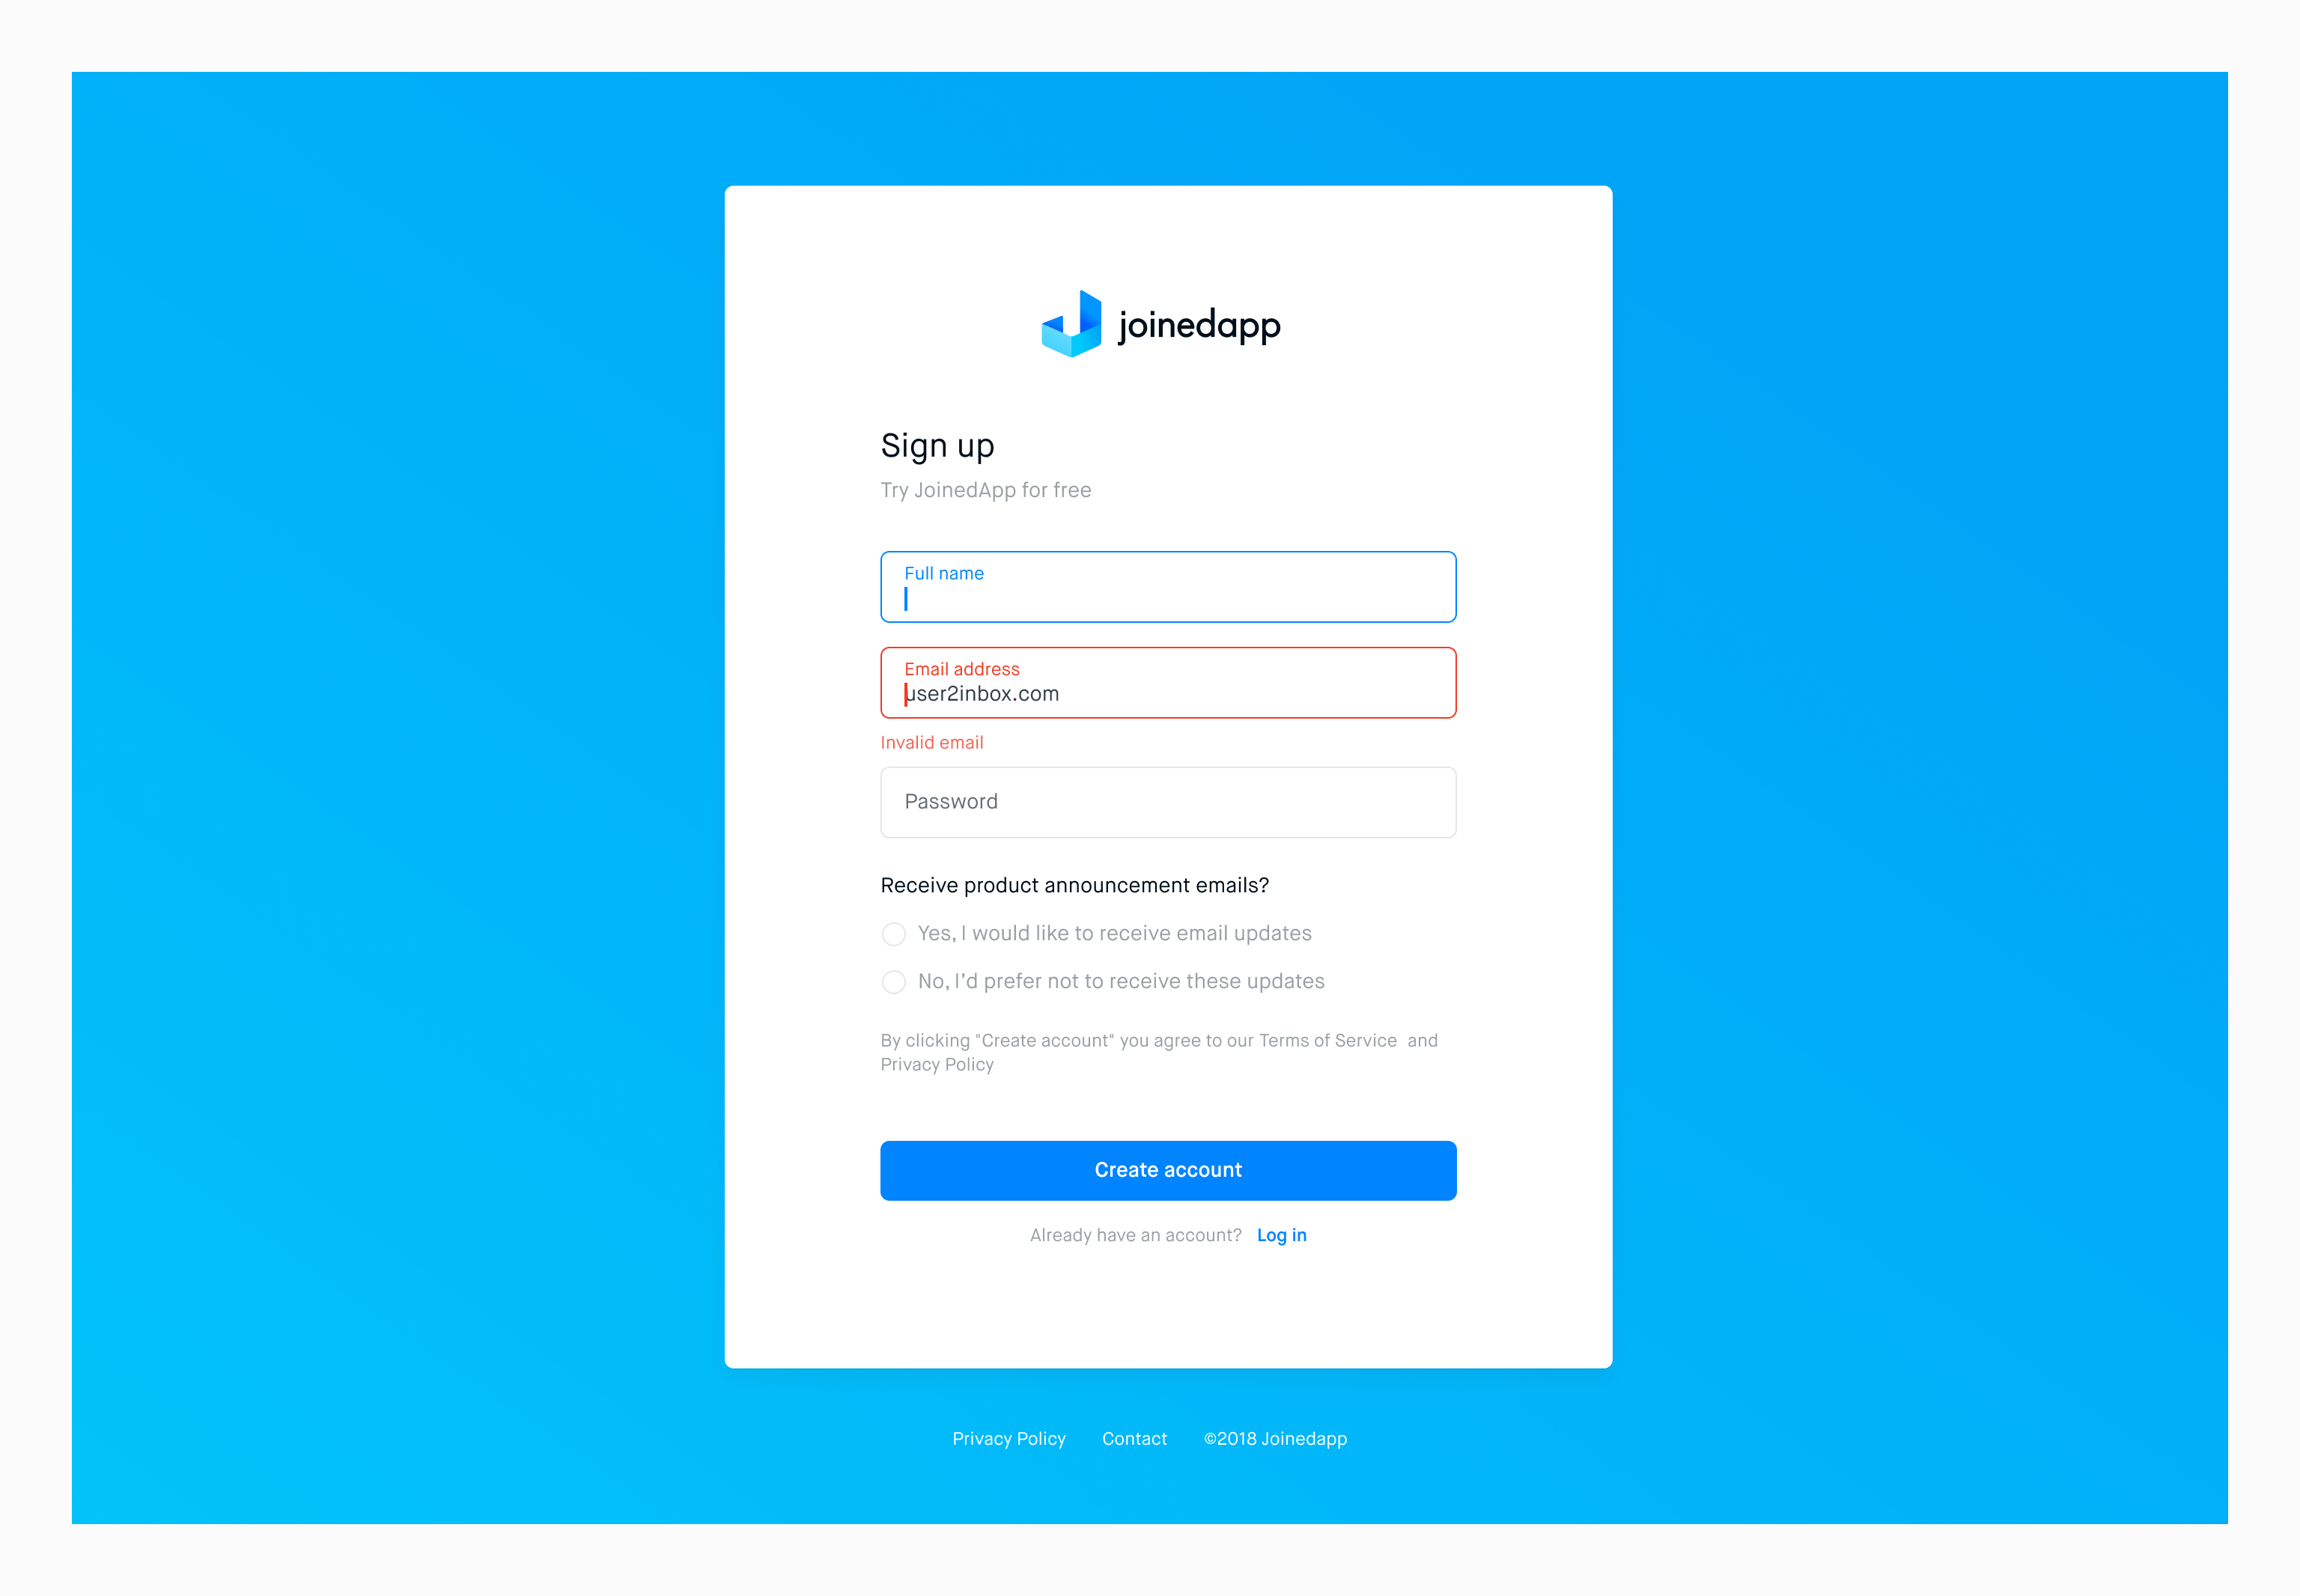 joinedapp
Sign up
Try JoinedApp for free
Full name
Email address
user2inbox.com
Invalid email
Password
Receive product announcement emails?
Yes, I would like to receive email updates
No, I’d prefer not to receive these updates
By clicking "Create account" you agree to our Terms of Service and
Privacy Policy
Create account
Already have an account? Log in
Privacy Policy Contact ©2018 Joinedapp